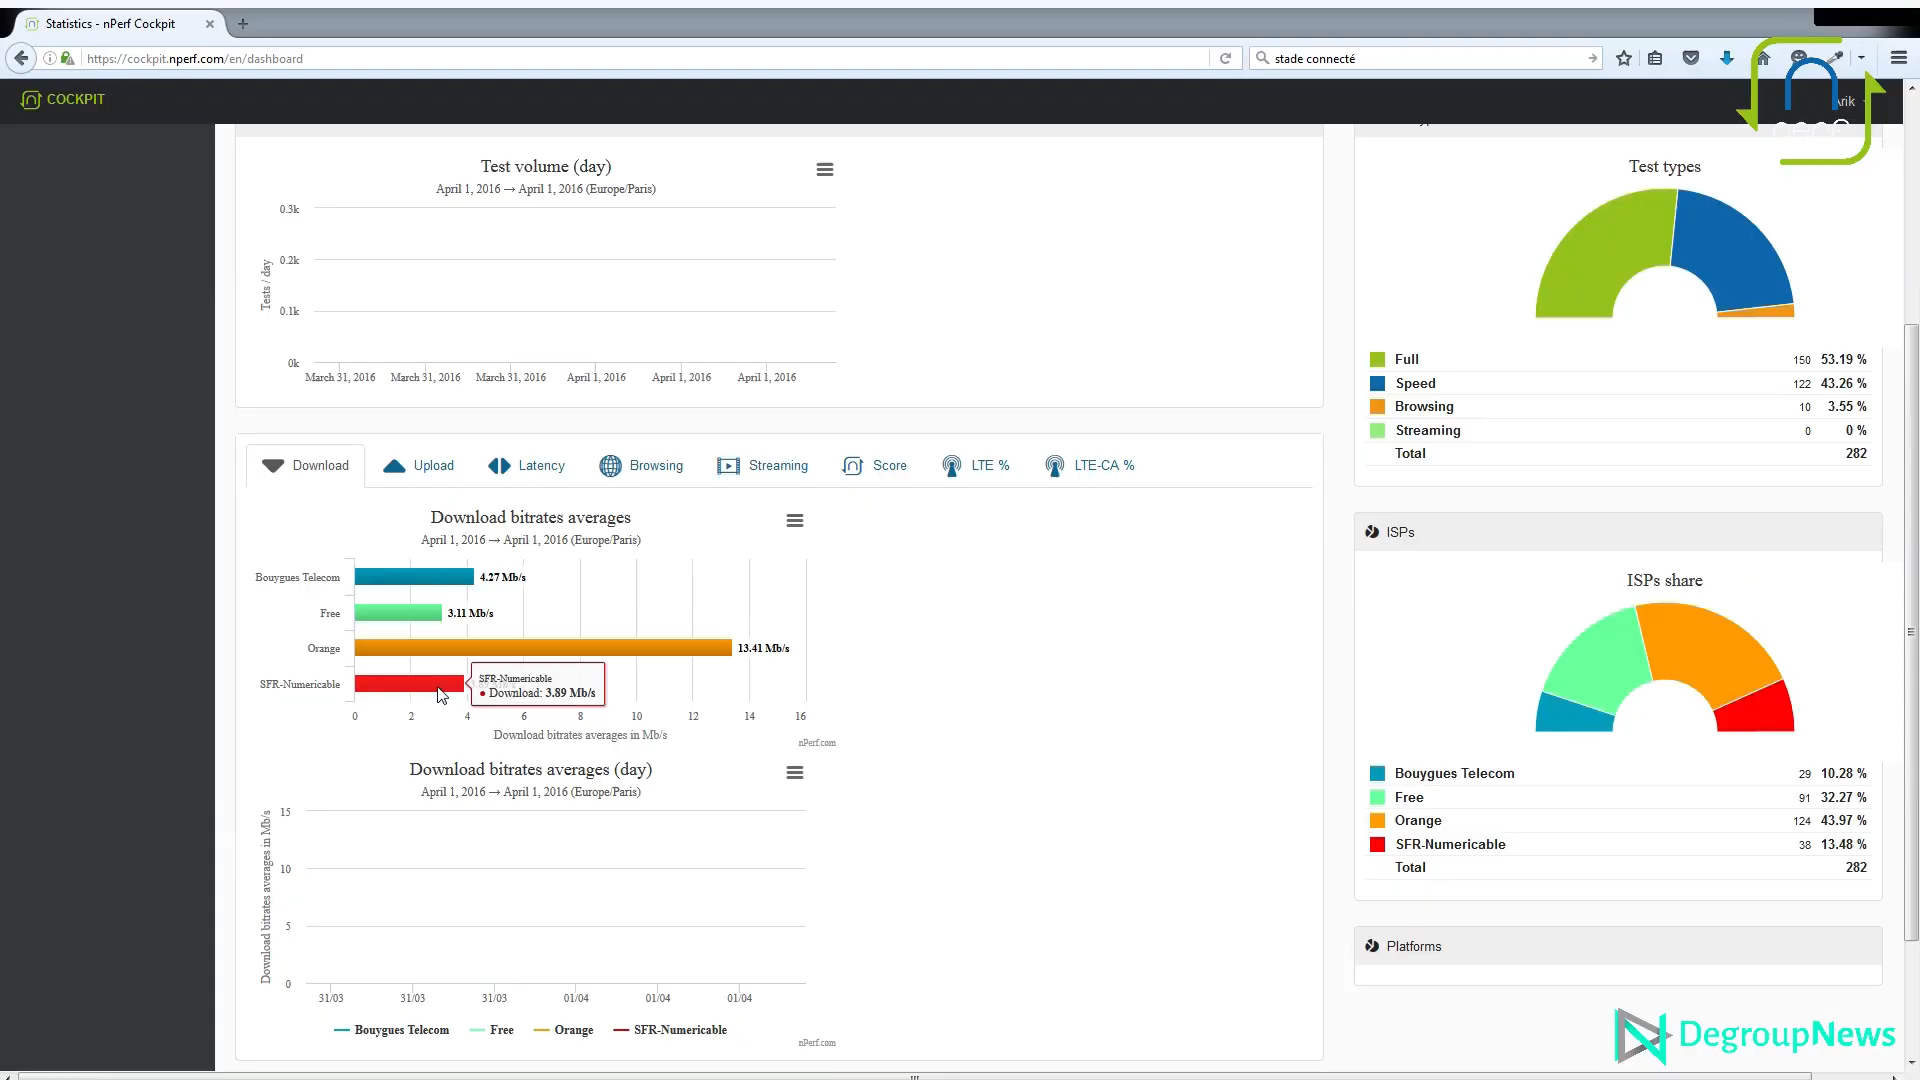 Statistics - nPerf Cockpit
https://cockpit.nperf.com/en/dashboard
stade connecté
COCKPIT
Arik
Test volume (day)
April 1, 2016 → April 1, 2016 (Europe/Paris)
Tests / day
0.3k
0.2k
0.1k
0k
March 31, 2016 March 31, 2016 March 31, 2016 April 1, 2016 April 1, 2016 April 1, 2016
Download Upload Latency Browsing Streaming Score LTE % LTE-CA %
Download bitrates averages
April 1, 2016 → April 1, 2016 (Europe/Paris)
Bouygues Telecom 4.27 Mb/s
Free 3.11 Mb/s
Orange 13.41 Mb/s
SFR-Numericable
SFR-Numericable
Download: 3.89 Mb/s
0 2 4 6 8 10 12 14 16
Download bitrates averages in Mb/s
nPerf.com
Download bitrates averages (day)
April 1, 2016 → April 1, 2016 (Europe/Paris)
Download bitrates averages in Mb/s
15
10
5
0
31/03 31/03 31/03 01/04 01/04 01/04
Bouygues Telecom Free Orange SFR-Numericable
nPerf.com
Test types
Full 150 53.19 %
Speed 122 43.26 %
Browsing 10 3.55 %
Streaming 0 0 %
Total 282
ISPs
ISPs share
Bouygues Telecom 29 10.28 %
Free 91 32.27 %
Orange 124 43.97 %
SFR-Numericable 38 13.48 %
Total 282
Platforms
DegroupNews